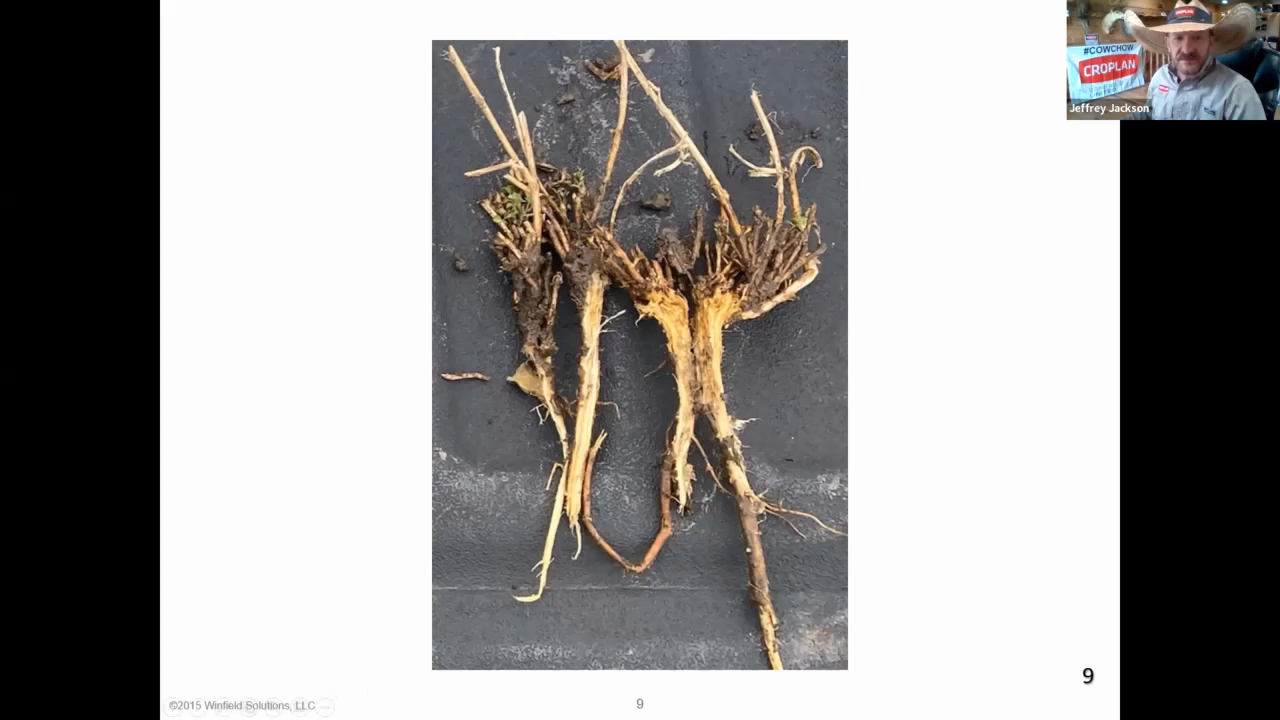 #COWCHOW
CROPLAN
Jeffrey Jackson
9
©2015 Winfield Solutions, LLC
9